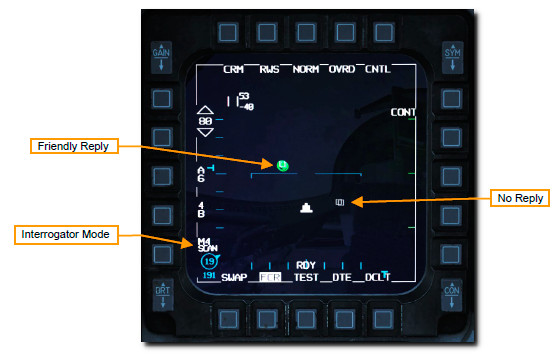 GAIN
SYM
CRM RWS NORM OVRD CNTL
53
-40
CONT
80
Friendly Reply
A
6
No Reply
4
B
Interrogator Mode
M4
SCAN
19
191
RDY
SWAP FCR TEST DTE DCLT
BRT
CON